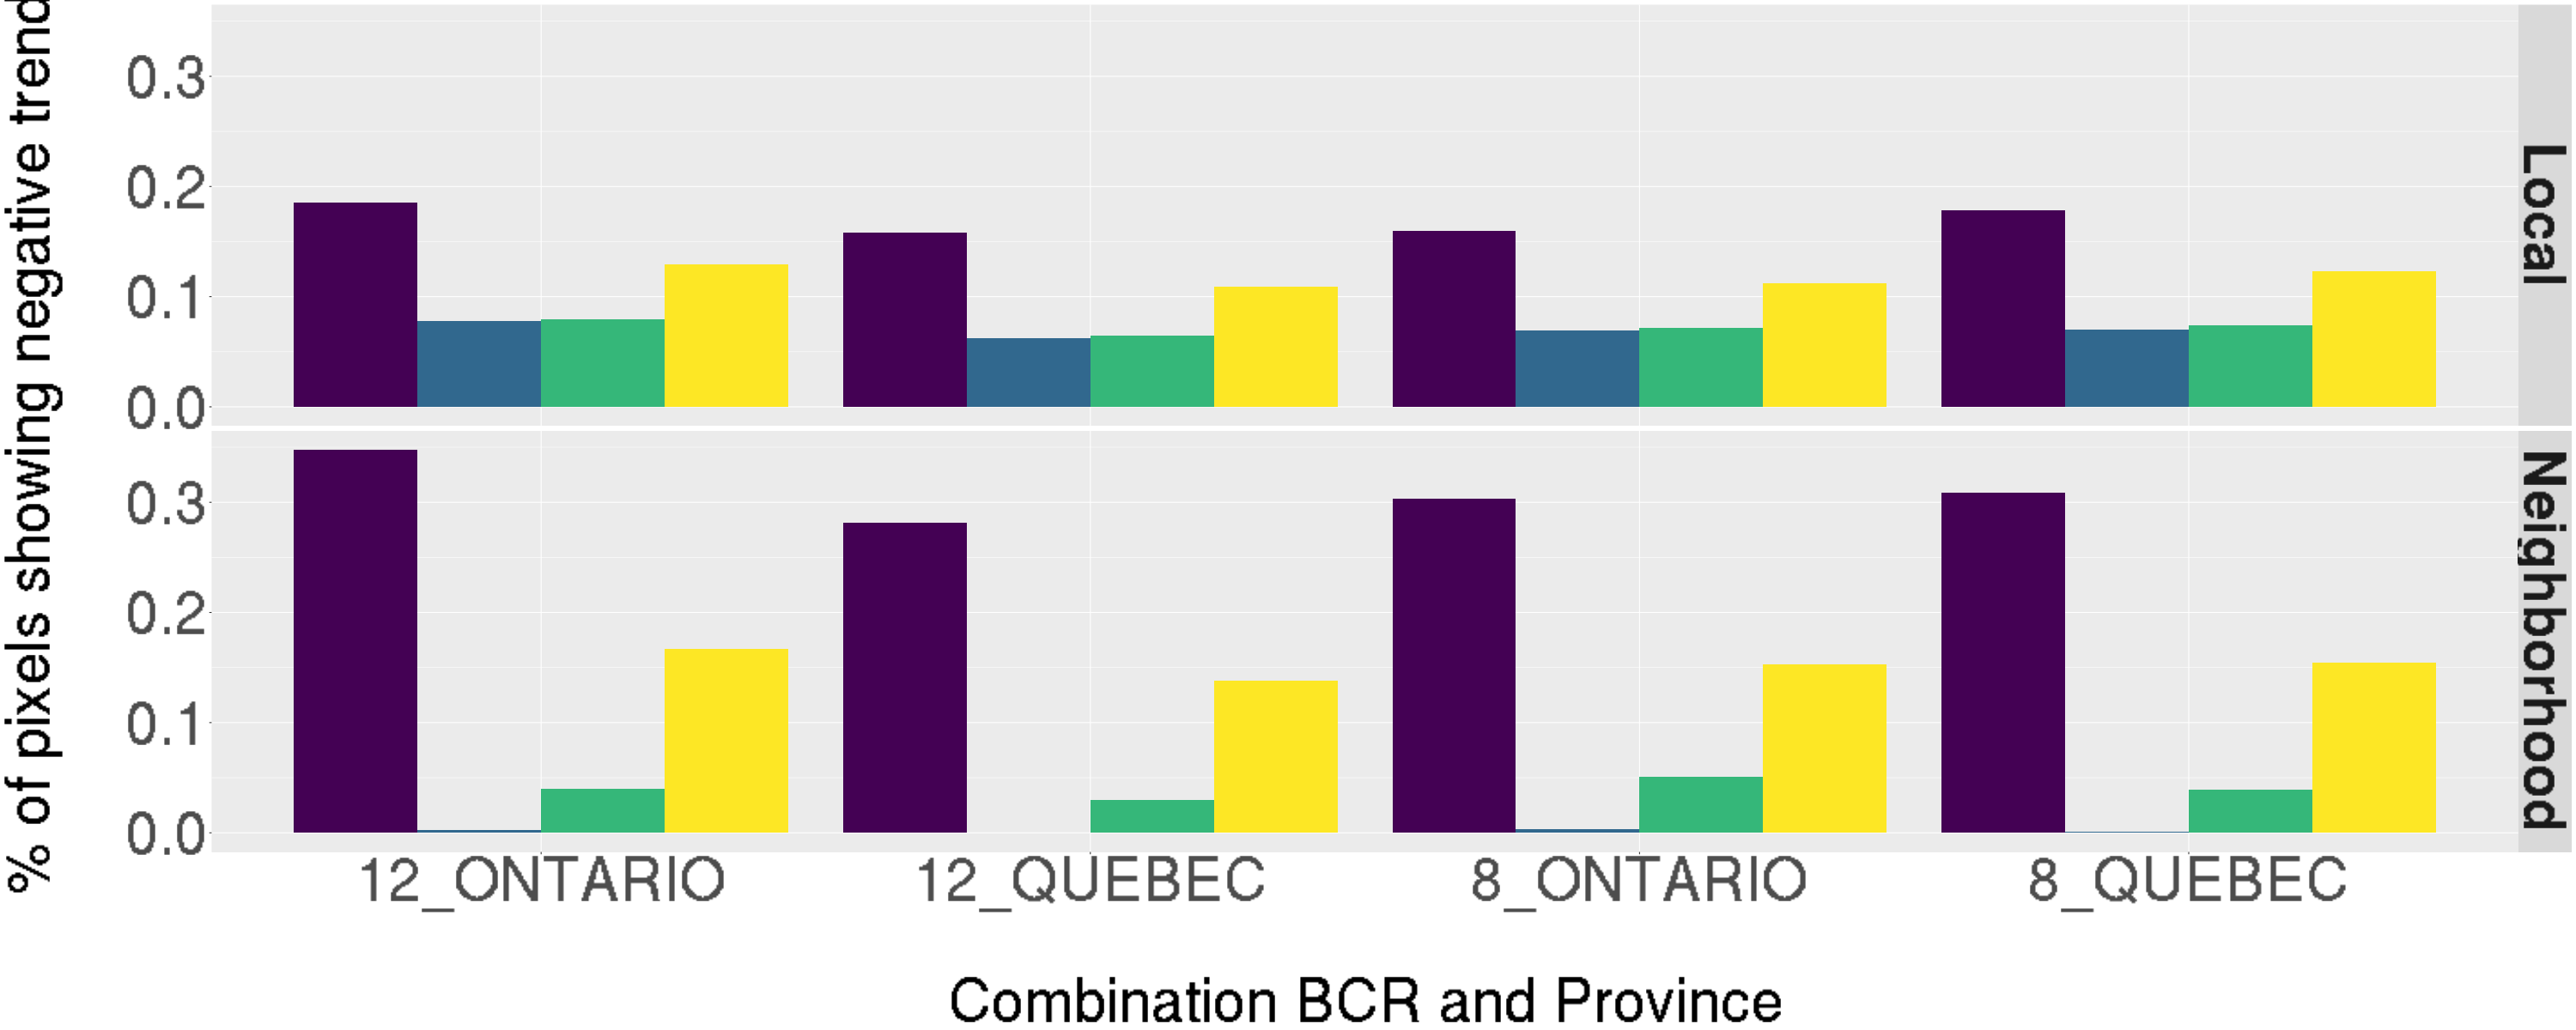 % of pixels showing negative trend
0.3
0.2
0.1
0.0
Local
0.3
0.2
0.1
0.0
Neighborhood
12_ONTARIO 12_QUEBEC 8_ONTARIO 8_QUEBEC
Combination BCR and Province